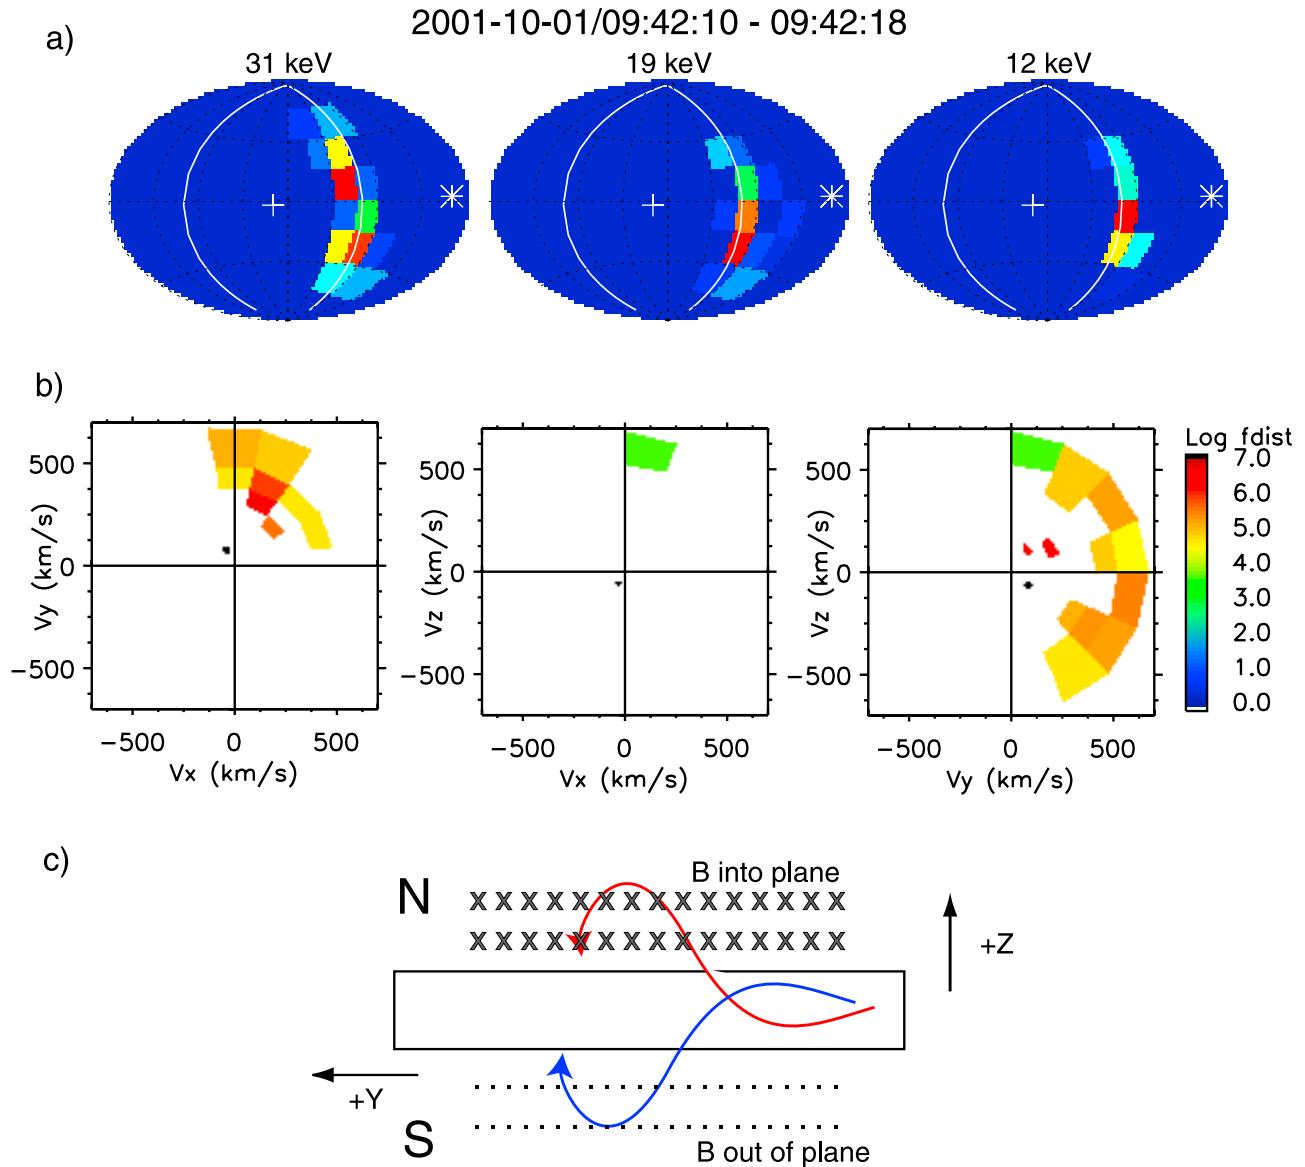 2001-10-01/09:42:10 - 09:42:18
a)
31 keV
19 keV
12 keV
b)
500
0
−500
Vy (km/s)
−500
0
500
Vx (km/s)
500
0
−500
Vz (km/s)
−500
0
500
Vx (km/s)
500
0
−500
Vz (km/s)
−500
0
500
Vy (km/s)
Log fdist
7.0
6.0
5.0
4.0
3.0
2.0
1.0
0.0
c)
N
B into plane
X X X X X X X X X X X X X X X
X X X X X X X X X X X X X X X
+Z
+Y
S
B out of plane